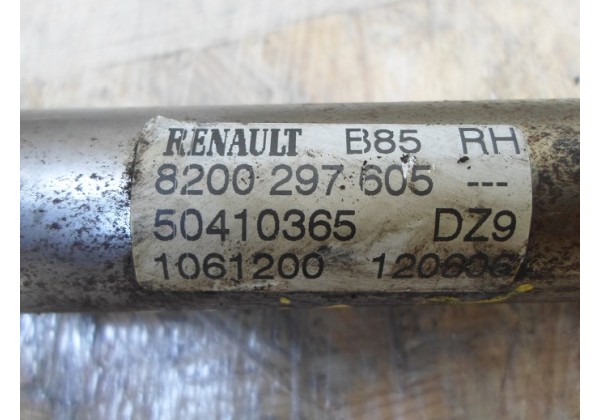 RENAULT B85 RH
8200 297 605 ---
50410365 DZ9
1061200